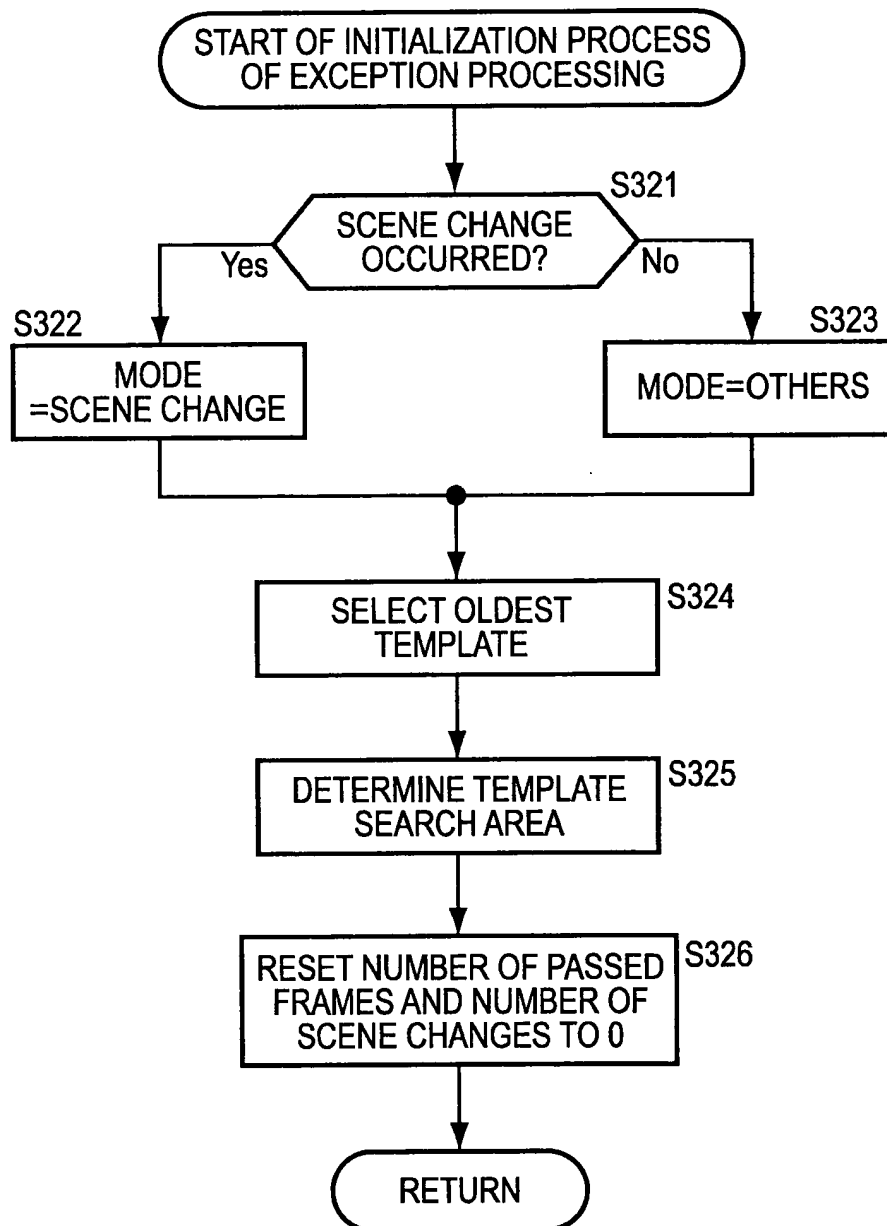 START OF INITIALIZATION PROCESS
OF EXCEPTION PROCESSING
S321
SCENE CHANGE
OCCURRED?
Yes
No
S322
MODE
=SCENE CHANGE
S323
MODE=OTHERS
S324
SELECT OLDEST
TEMPLATE
S325
DETERMINE TEMPLATE
SEARCH AREA
S326
RESET NUMBER OF PASSED
FRAMES AND NUMBER OF
SCENE CHANGES TO 0
RETURN